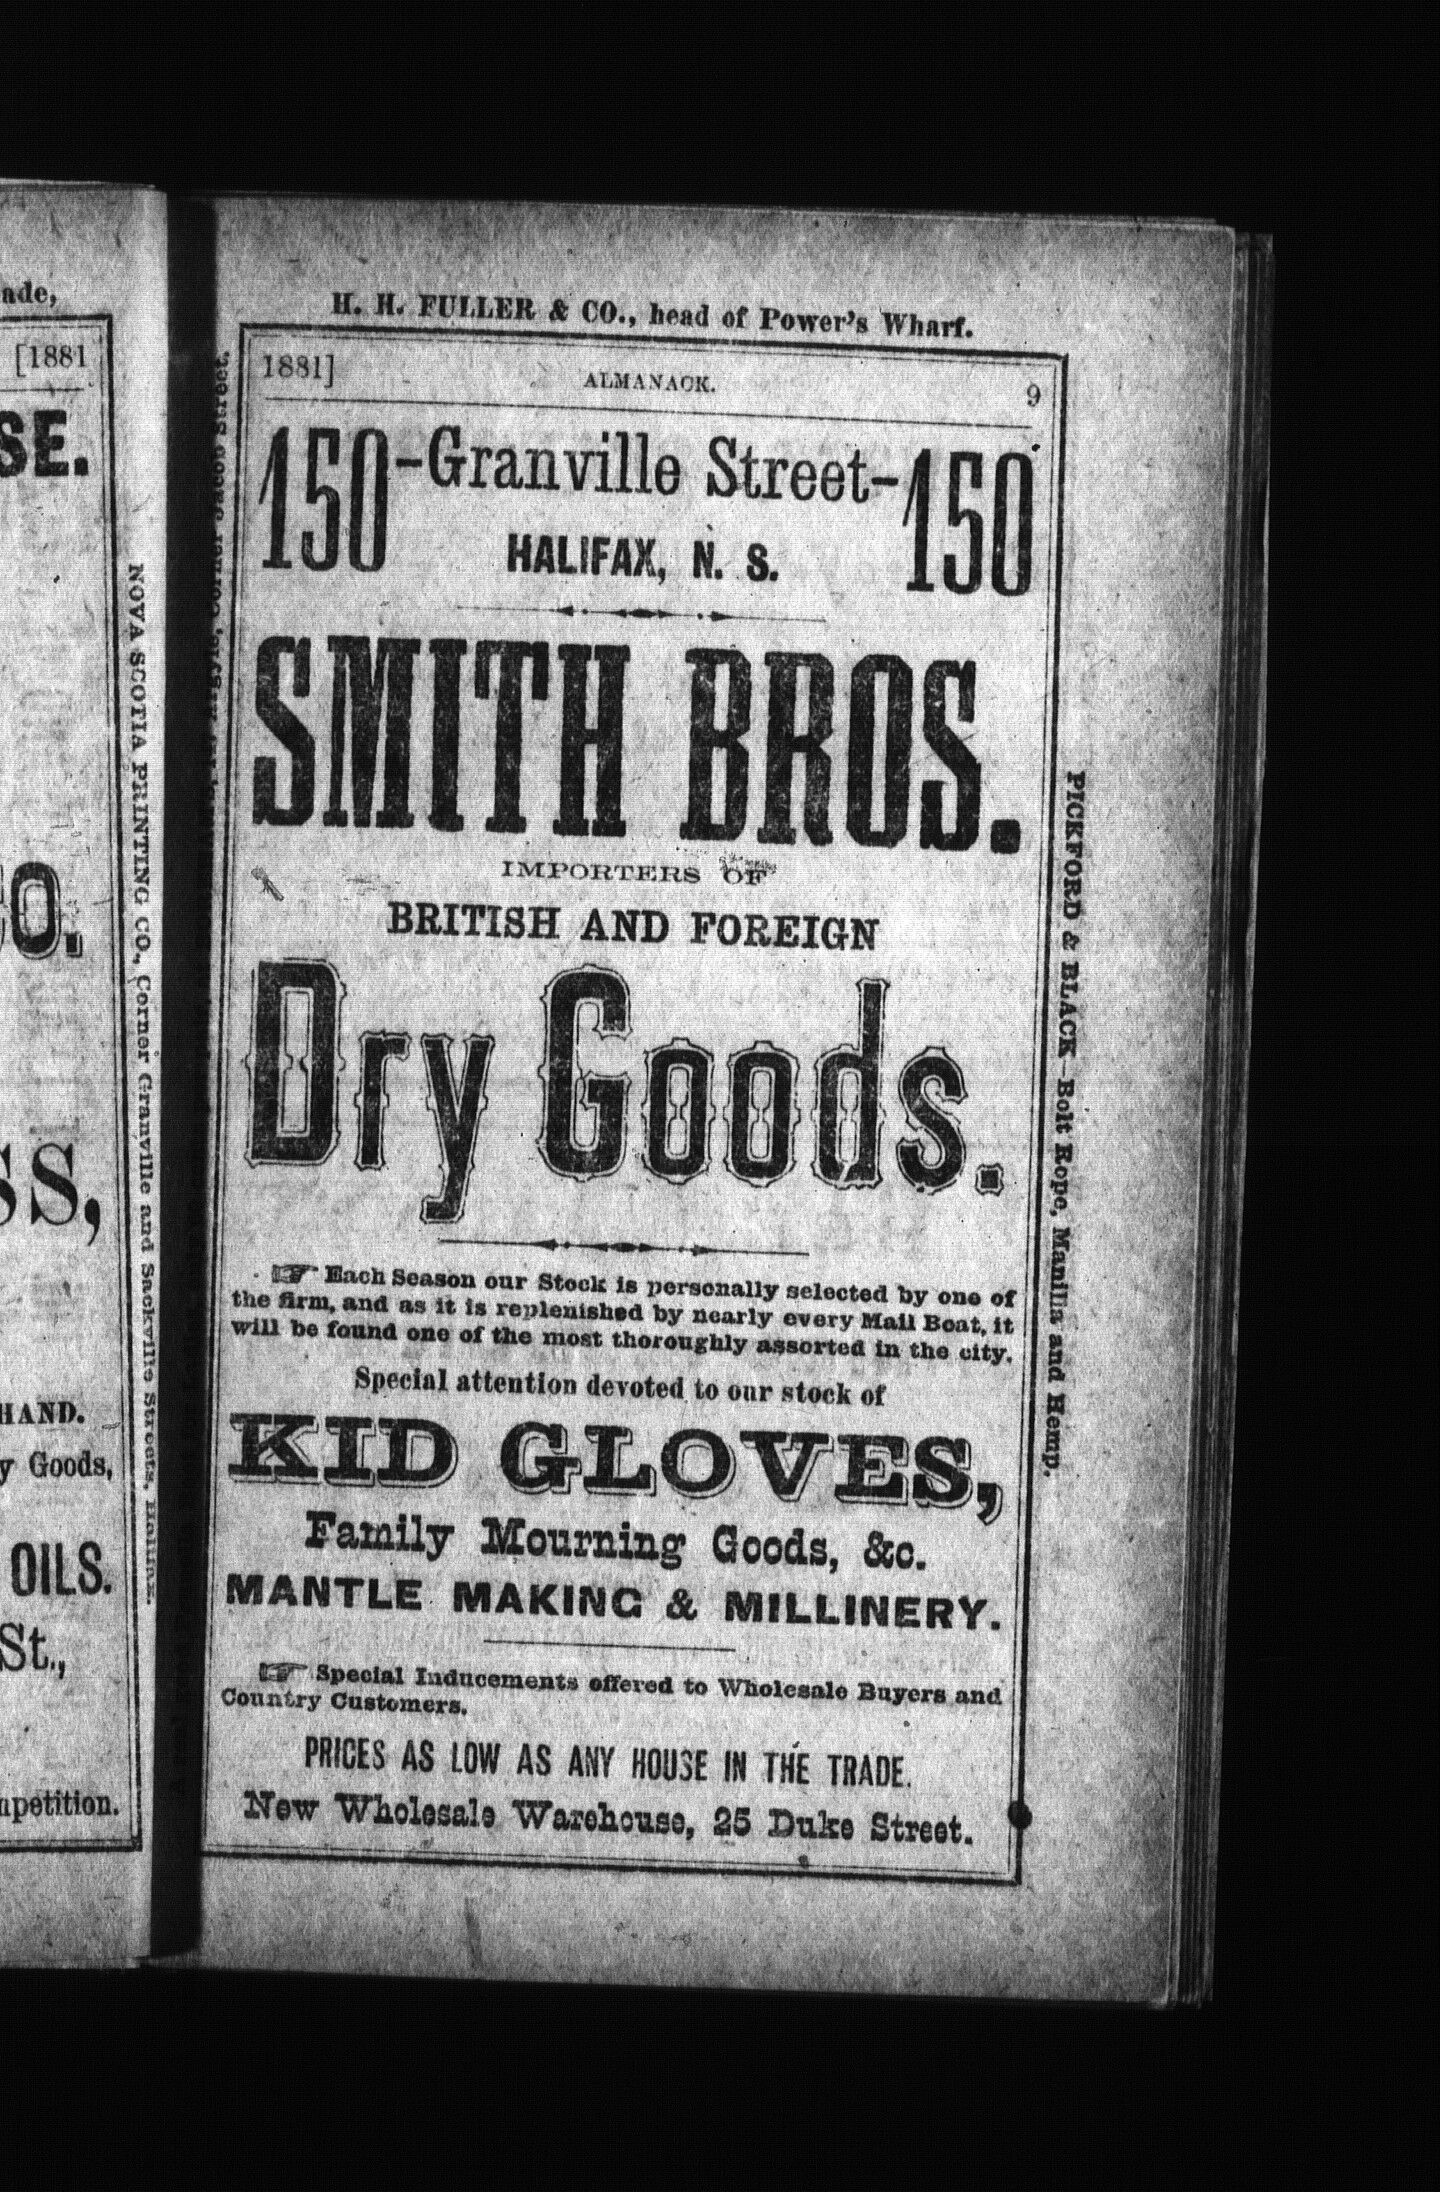 ade,
[1881
SE.
CO.
SS,
HAND.
y Goods,
OILS.
St.,
mpetition.
NOVA SCOTIA PRINTING CO., Corner Granville and Sackville Streets, Halifax.
Corner Jacob Street.
H. H. FULLER & CO., head of Power's Wharf.
1881] ALMANACK. 9
150-Granville Street-150
HALIFAX, N. S.
SMITH BROS.
IMPORTERS OF
BRITISH AND FOREIGN
Dry Goods.
☞ Each Season our Stock is personally selected by one of
the firm, and as it is replenished by nearly every Mail Boat, it
will be found one of the most thoroughly assorted in the city.
Special attention devoted to our stock of
KID GLOVES,
Family Mourning Goods, &c.
MANTLE MAKING & MILLINERY.
☞ Special Inducements offered to Wholesale Buyers and
Country Customers.
PRICES AS LOW AS ANY HOUSE IN THE TRADE.
New Wholesale Warehouse, 25 Duke Street.
PICKFORD & BLACK—Bolt Rope, Manilla and Hemp.